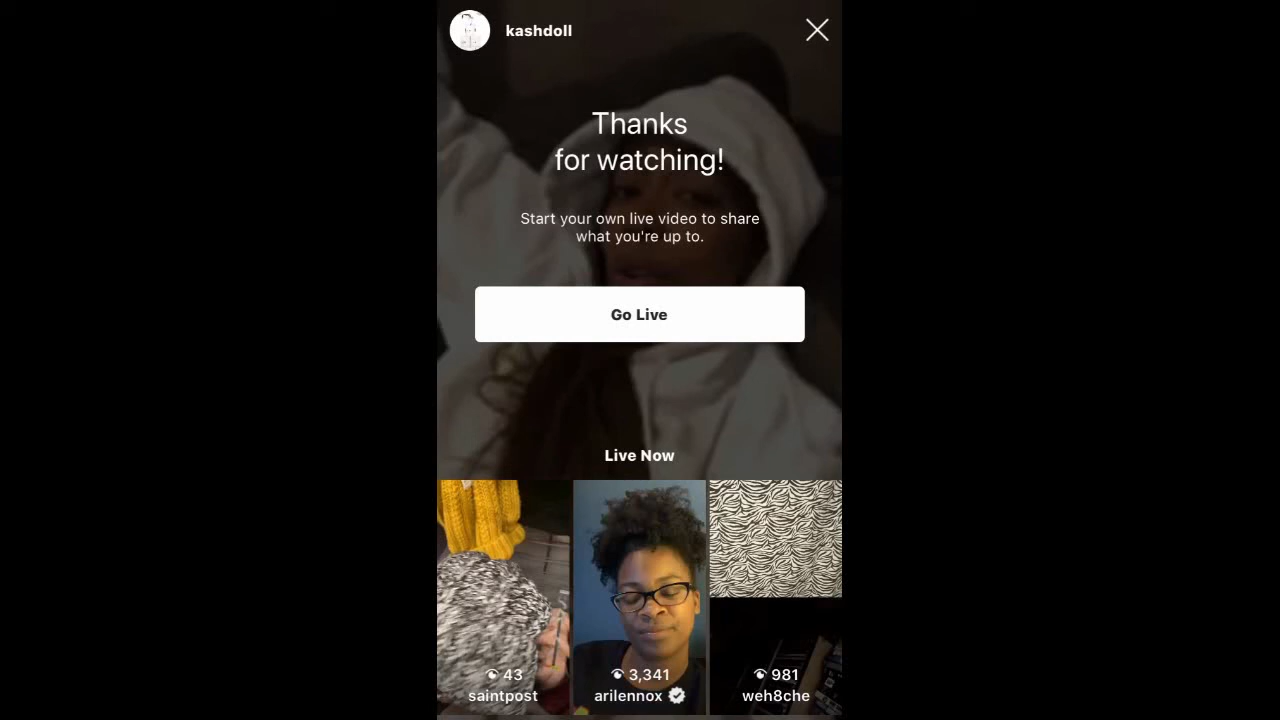 kashdoll
Thanks
for watching!
Start your own live video to share
what you're up to.
Go Live
Live Now
43
saintpost
3,341
arilennox
981
weh8che